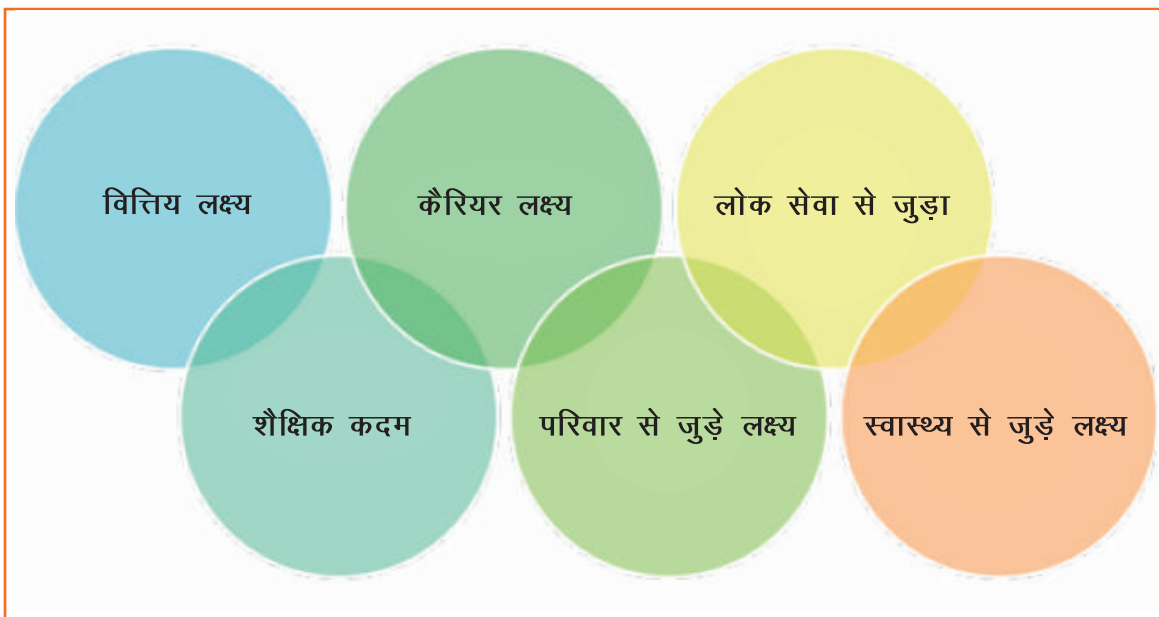 वित्तिय लक्ष्य
कैरियर लक्ष्य
लोक सेवा से जुड़ा
शैक्षिक कदम
परिवार से जुड़े लक्ष्य
स्वास्थ्य से जुड़े लक्ष्य